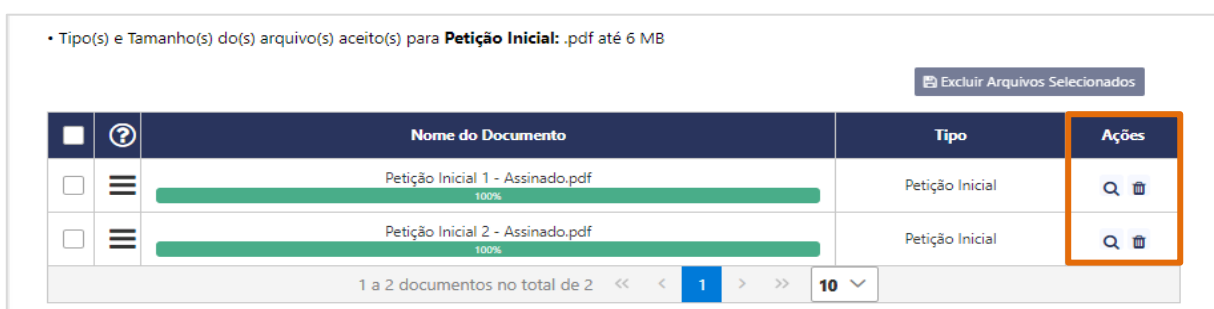 • Tipo(s) e Tamanho(s) do(s) arquivo(s) aceito(s) para Petição Inicial: .pdf até 6 MB
Excluir Arquivos Selecionados
? Nome do Documento Tipo Ações
Petição Inicial 1 - Assinado.pdf Petição Inicial
100%
Petição Inicial 2 - Assinado.pdf Petição Inicial
100%
1 a 2 documentos no total de 2 << < 1 > >> 10